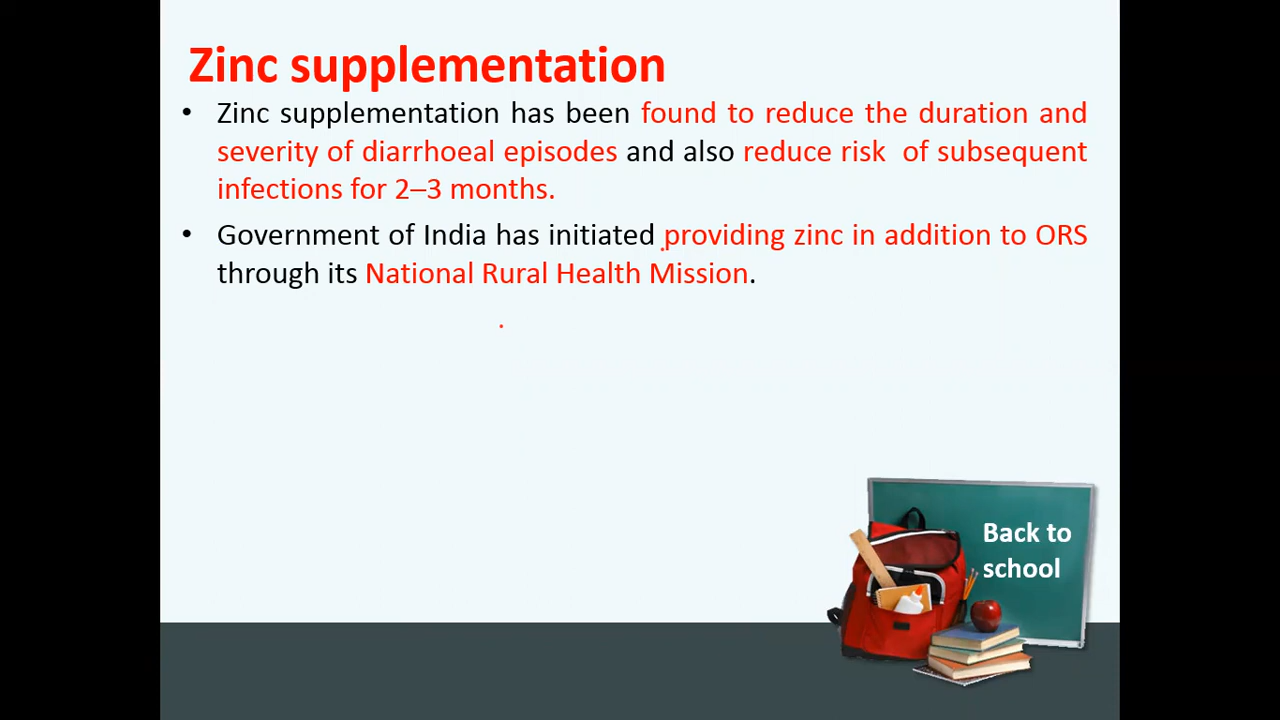 Zinc supplementation
• Zinc supplementation has been found to reduce the duration and
severity of diarrhoeal episodes and also reduce risk of subsequent
infections for 2–3 months.
• Government of India has initiated providing zinc in addition to ORS
through its National Rural Health Mission.
Back to
school